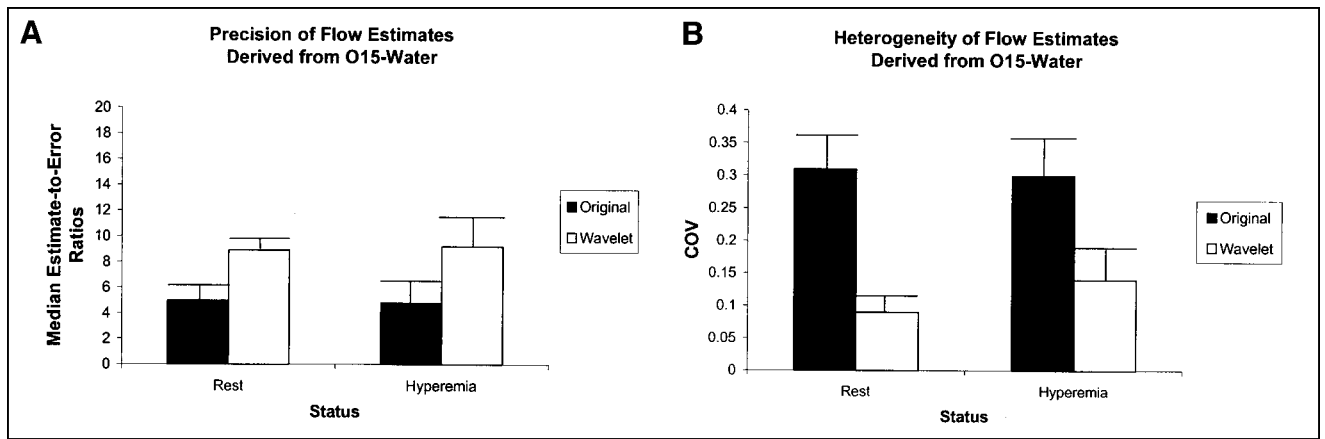 A
Precision of Flow Estimates
Derived from O15-Water
Median Estimate-to-Error
Ratios
20
18
16
14
12
10
8
6
4
2
0
Rest
Hyperemia
Status
Original
Wavelet
B
Heterogeneity of Flow Estimates
Derived from O15-Water
COV
0.4
0.35
0.3
0.25
0.2
0.15
0.1
0.05
0
Rest
Hyperemia
Status
Original
Wavelet